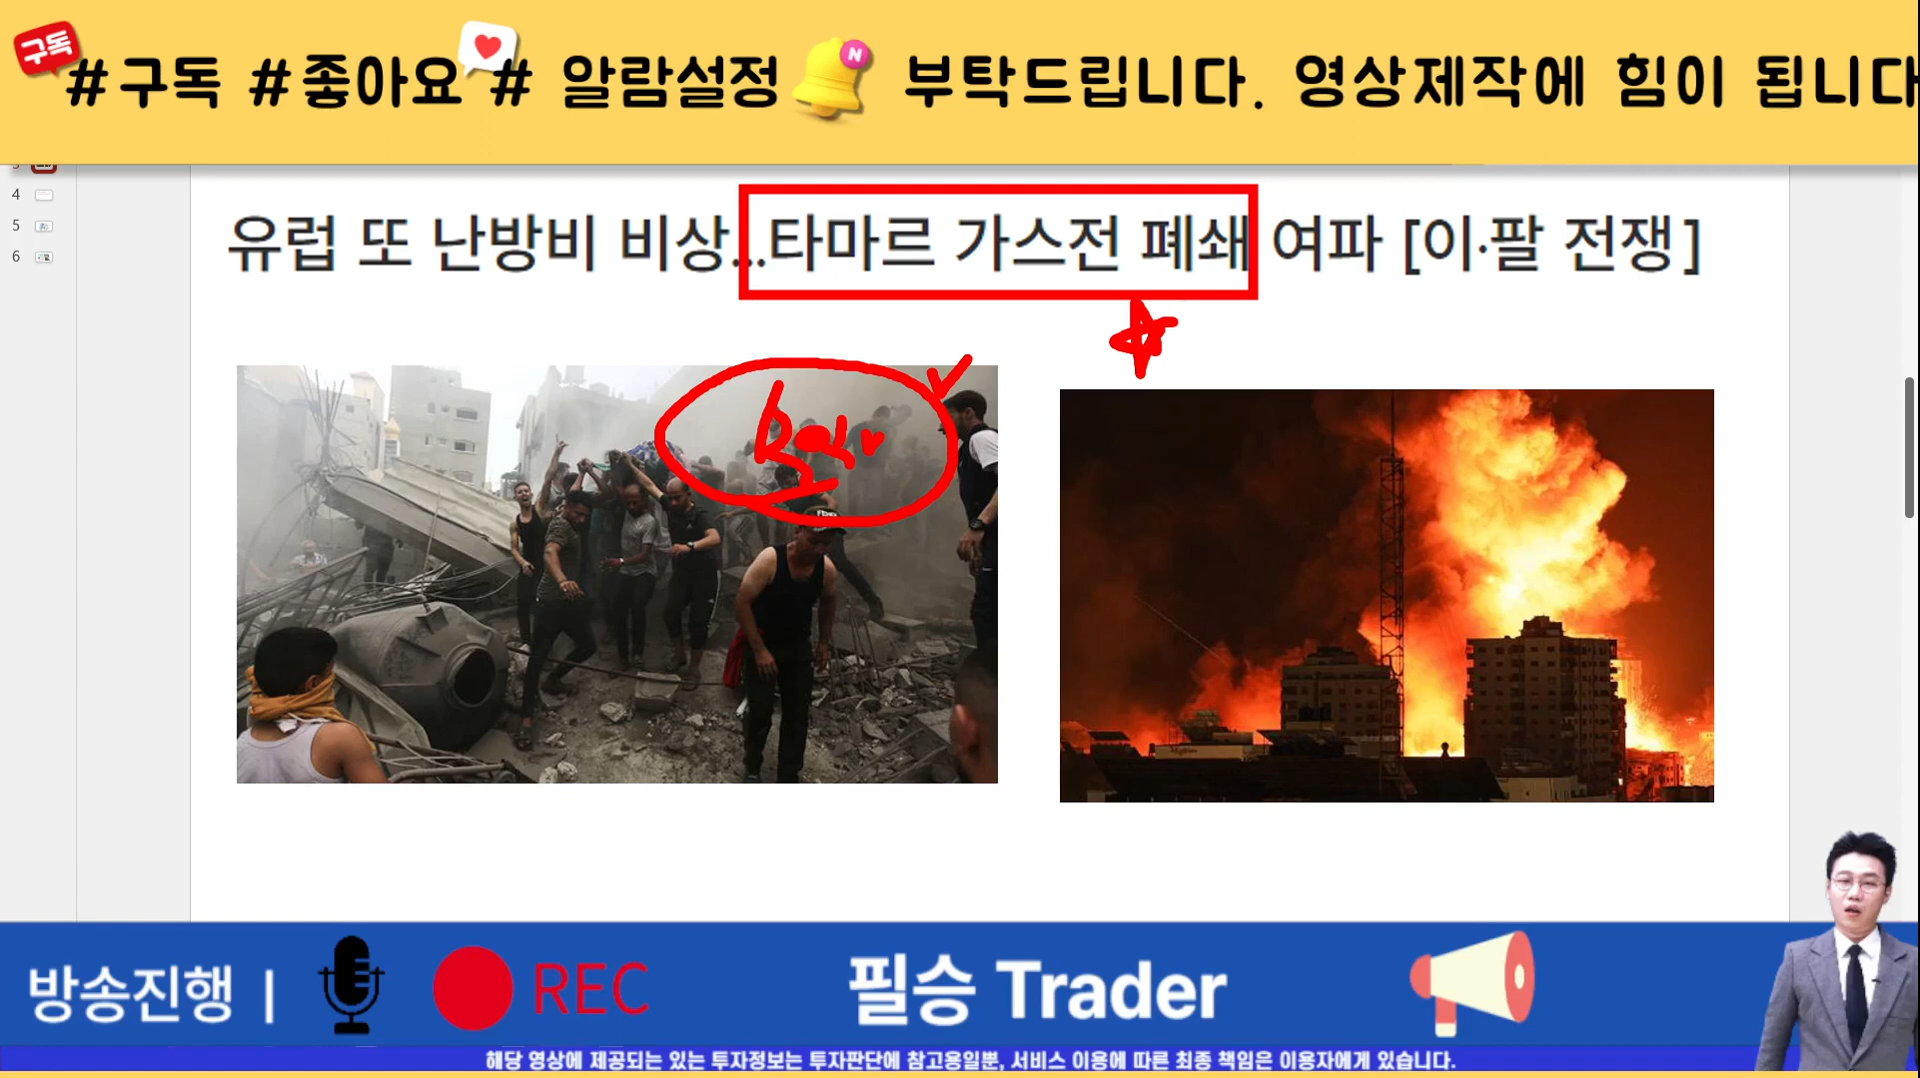 구독
#구독 #좋아요 # 알람설정 N 부탁드립니다. 영상제작에 힘이 됩니다
4
5
6
유럽 또 난방비 비상...타마르 가스전 폐쇄 여파 [이·팔 전쟁]
방송진행 | REC 필승 Trader
해당 영상에 제공되는 있는 투자정보는 투자판단에 참고용일뿐, 서비스 이용에 따른 최종 책임은 이용자에게 있습니다.